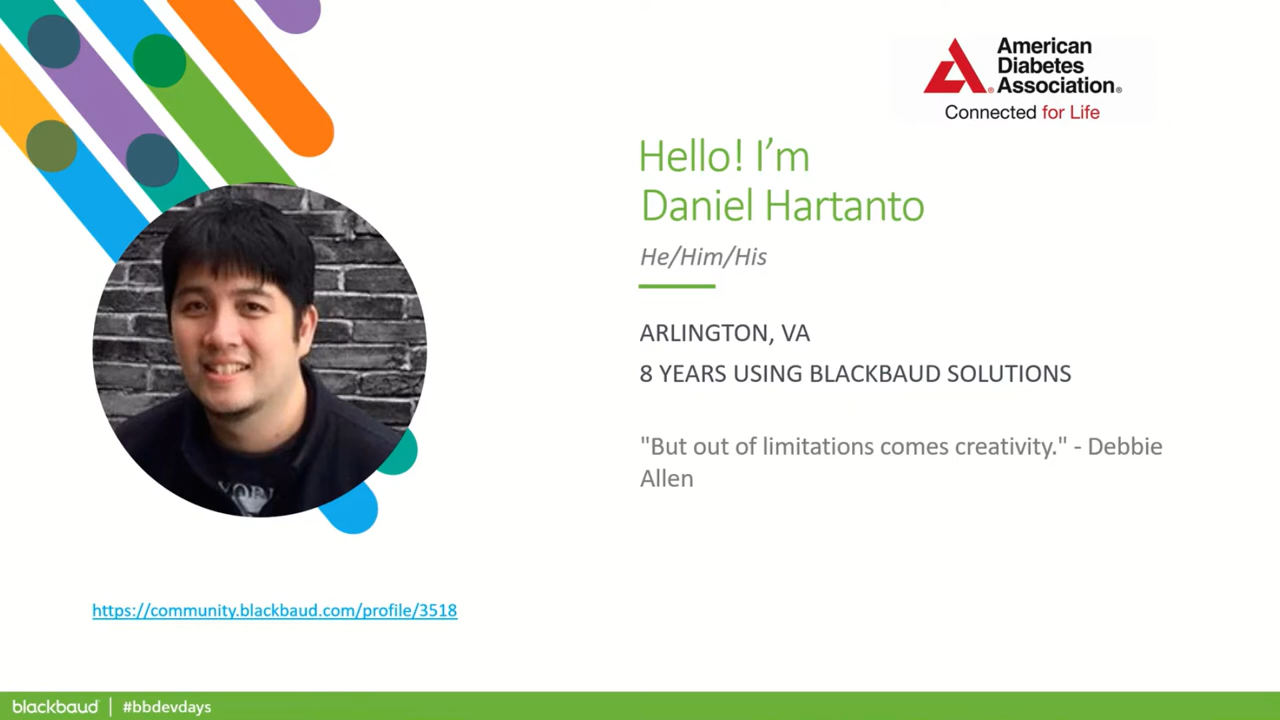 American
Diabetes
Association®
Connected for Life
Hello! I'm
Daniel Hartanto
He/Him/His
ARLINGTON, VA
8 YEARS USING BLACKBAUD SOLUTIONS
"But out of limitations comes creativity." - Debbie
Allen
https://community.blackbaud.com/profile/3518
blackbaud | #bbdevdays